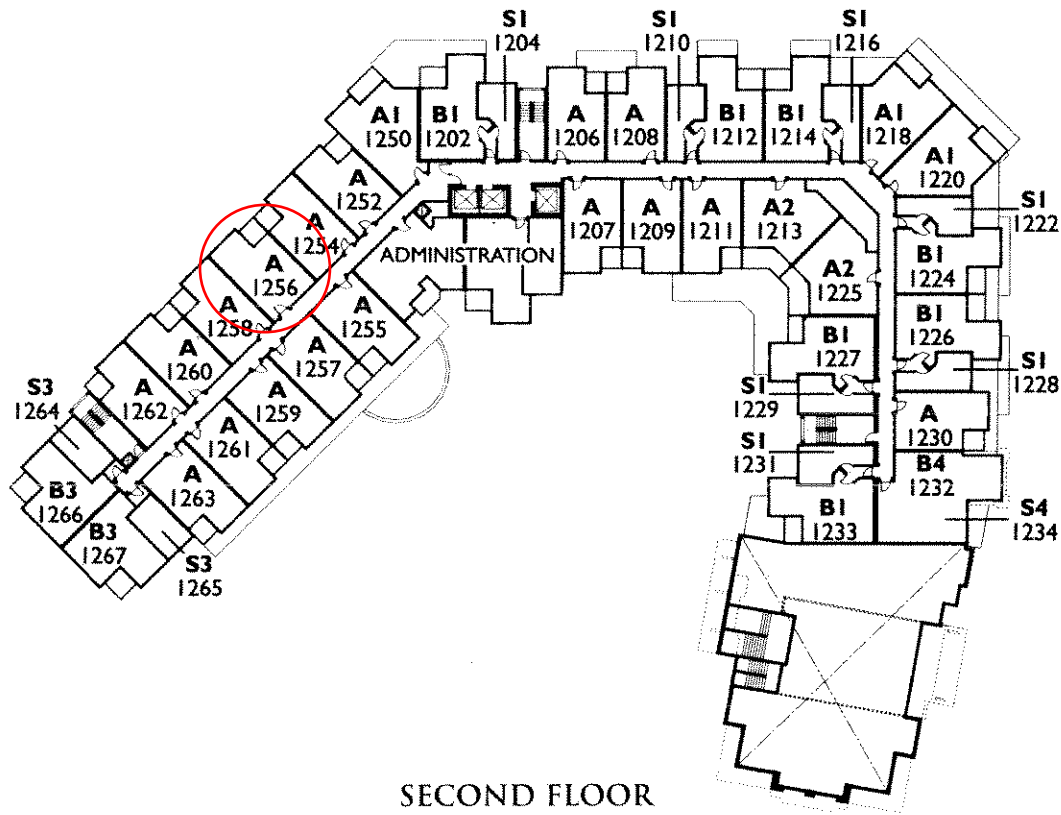 S1
1204
S1
1210
S1
1216
A1
1250
B1
1202
A
1206
A
1208
B1
1212
B1
1214
A1
1218
A1
1220
A
1252
A
1254
A
1256
A
1258
A
1260
A
1262
S3
1264
B3
1266
B3
1267
S3
1265
A
1263
A
1261
A
1259
A
1257
A
1255
ADMINISTRATION
A
1207
A
1209
A
1211
A2
1213
A2
1225
S1
1222
B1
1224
B1
1226
B1
1227
S1
1228
S1
1229
A
1230
S1
1231
B4
1232
B1
1233
S4
1234
SECOND FLOOR